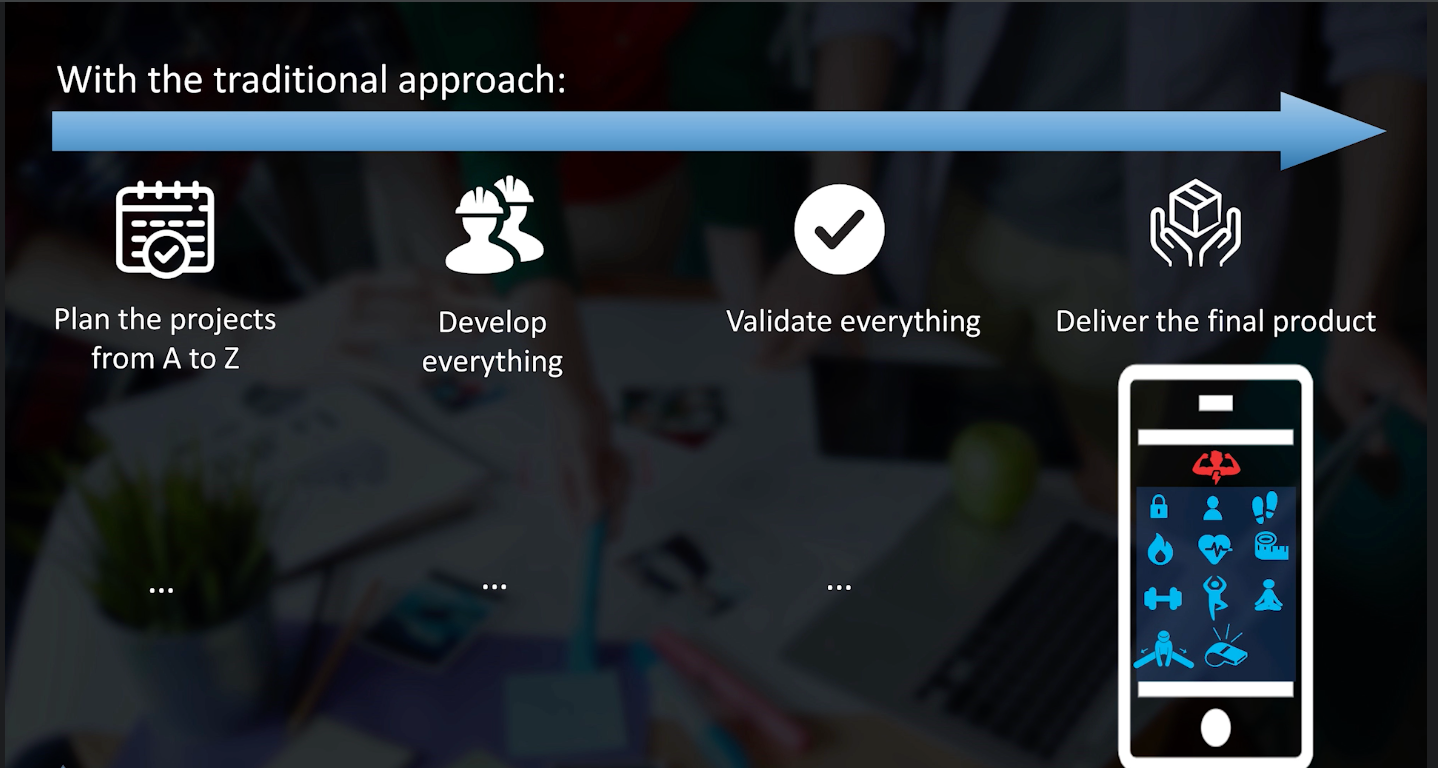 With the traditional approach:
Plan the projects
from A to Z
Develop
everything
Validate everything
Deliver the final product
...
...
...